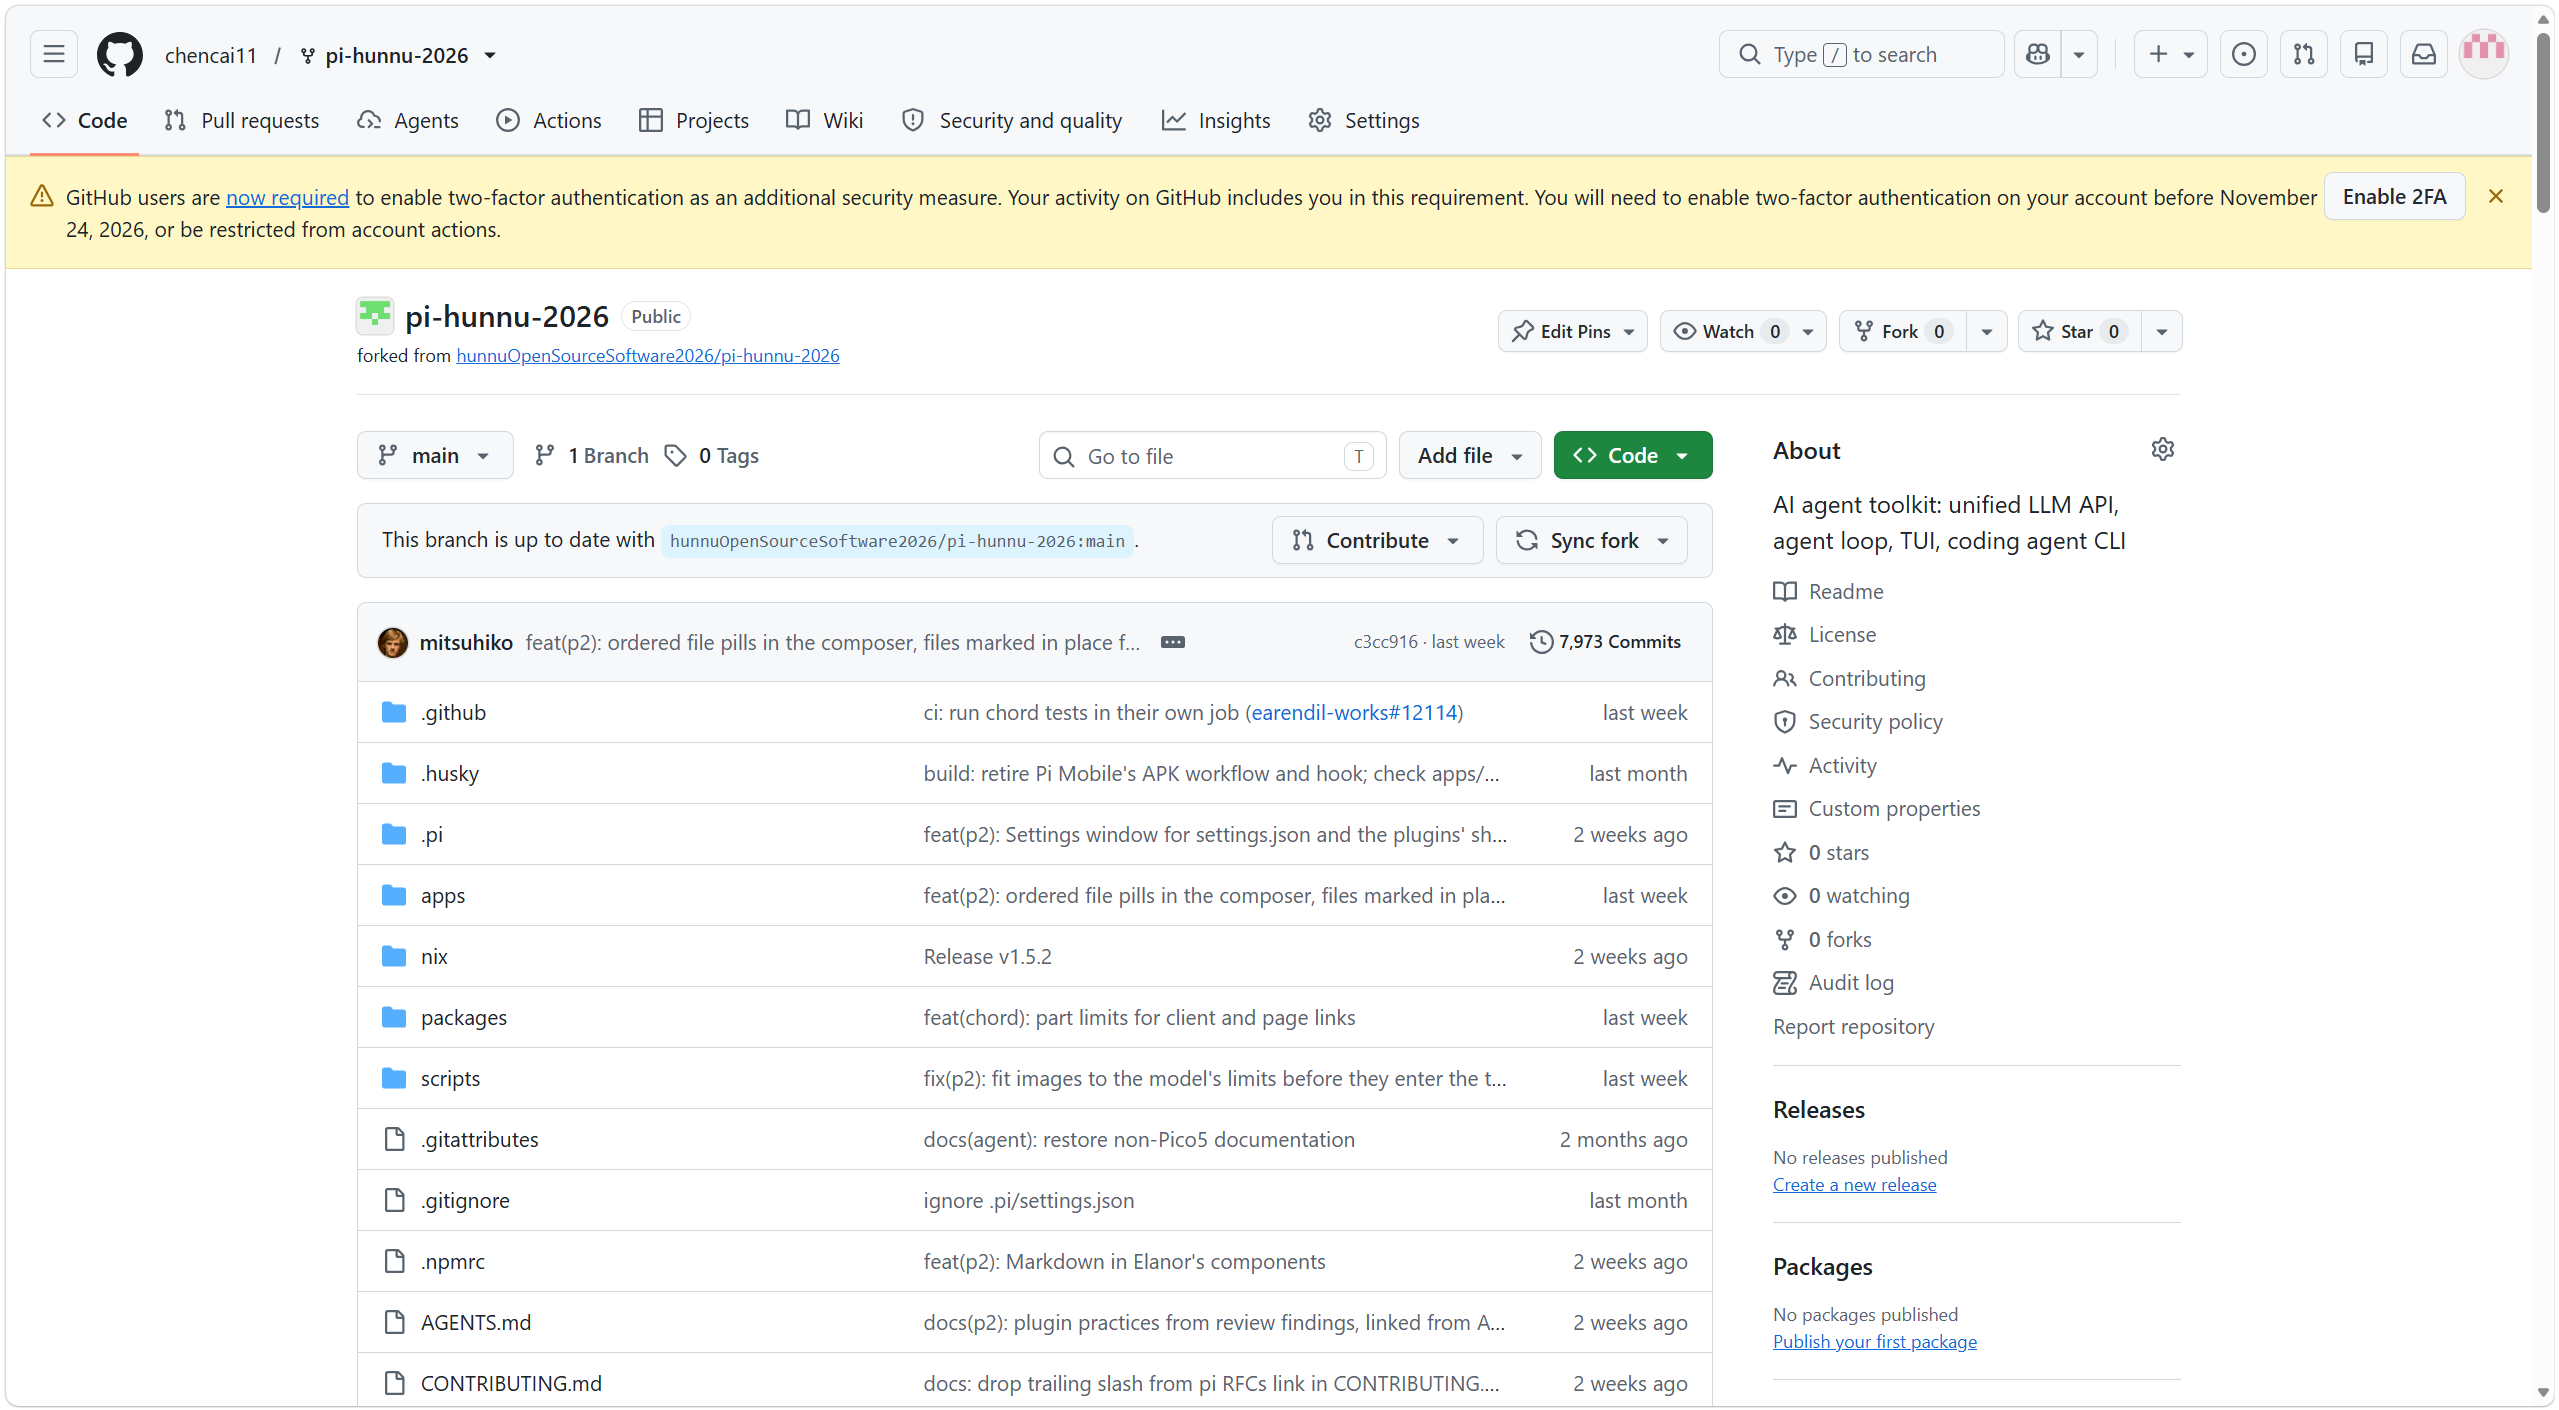 chencai11 / pi-hunnu-2026
Type / to search
Code Pull requests Agents Actions Projects Wiki Security and quality Insights Settings
GitHub users are now required to enable two-factor authentication as an additional security measure. Your activity on GitHub includes you in this requirement. You will need to enable two-factor authentication on your account before November
24, 2026, or be restricted from account actions.
Enable 2FA
pi-hunnu-2026 Public
forked from hunnuOpenSourceSoftware2026/pi-hunnu-2026
Edit Pins Watch 0 Fork 0 Star 0
main 1 Branch 0 Tags
Go to file T Add file Code
This branch is up to date with hunnuOpenSourceSoftware2026/pi-hunnu-2026:main .
Contribute Sync fork
mitsuhiko feat(p2): ordered file pills in the composer, files marked in place f... c3cc916 · last week 7,973 Commits
.github ci: run chord tests in their own job (earendil-works#12114) last week
.husky build: retire Pi Mobile's APK workflow and hook; check apps/... last month
.pi feat(p2): Settings window for settings.json and the plugins' sh... 2 weeks ago
apps feat(p2): ordered file pills in the composer, files marked in pla... last week
nix Release v1.5.2 2 weeks ago
packages feat(chord): part limits for client and page links last week
scripts fix(p2): fit images to the model's limits before they enter the t... last week
.gitattributes docs(agent): restore non-Pico5 documentation 2 months ago
.gitignore ignore .pi/settings.json last month
.npmrc feat(p2): Markdown in Elanor's components 2 weeks ago
AGENTS.md docs(p2): plugin practices from review findings, linked from A... 2 weeks ago
CONTRIBUTING.md docs: drop trailing slash from pi RFCs link in CONTRIBUTING.... 2 weeks ago
About
AI agent toolkit: unified LLM API,
agent loop, TUI, coding agent CLI
Readme
License
Contributing
Security policy
Activity
Custom properties
0 stars
0 watching
0 forks
Audit log
Report repository
Releases
No releases published
Create a new release
Packages
No packages published
Publish your first package